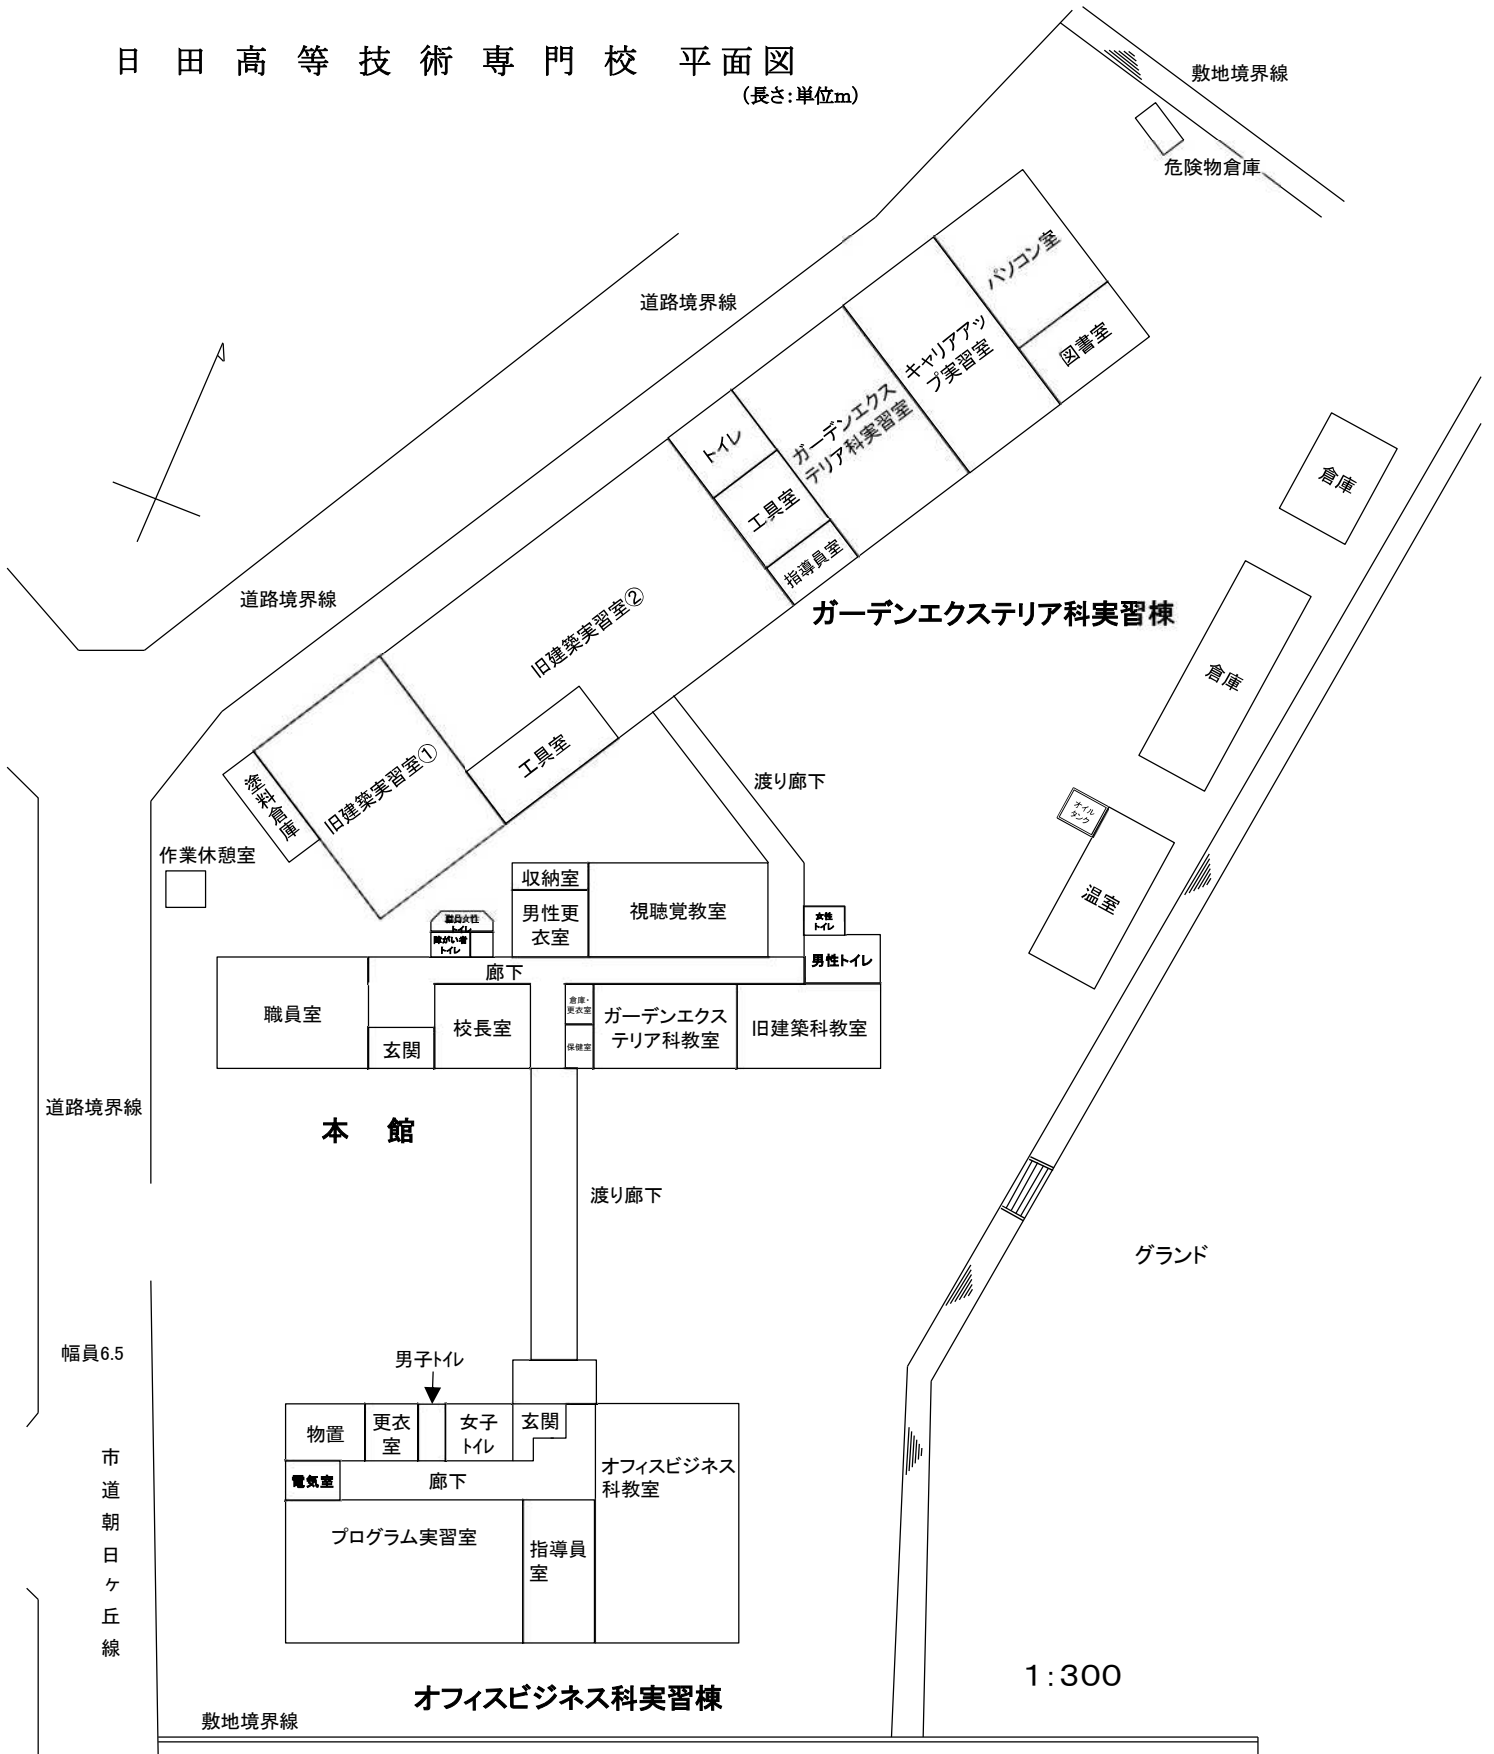 日田高等技術専門校 平面図
(長さ：単位m)
敷地境界線
危険物倉庫
道路境界線
パソコン室
図書室
キャリアアッ
プ実習室
ガーデンエクス
テリア科実習室
トイレ
工具室
指導員室
倉庫
道路境界線
旧建築実習室②
ガーデンエクステリア科実習棟
倉庫
工具室
旧建築実習室①
塗料倉庫
渡り廊下
オイル
タンク
作業休憩室
温室
収納室
男性更
衣室
視聴覚教室
職員女性
トイレ
障がい者
トイレ
女性
トイレ
男性トイレ
廊下
職員室
玄関
校長室
倉庫・
更衣室
保健室
ガーデンエクス
テリア科教室
旧建築科教室
道路境界線
本 館
渡り廊下
グランド
幅員6.5
男子トイレ
物置
更衣
室
女子
トイレ
玄関
電気室
廊下
オフィスビジネス
科教室
市道朝日ヶ丘線
プログラム実習室
指導員
室
1:300
オフィスビジネス科実習棟
敷地境界線